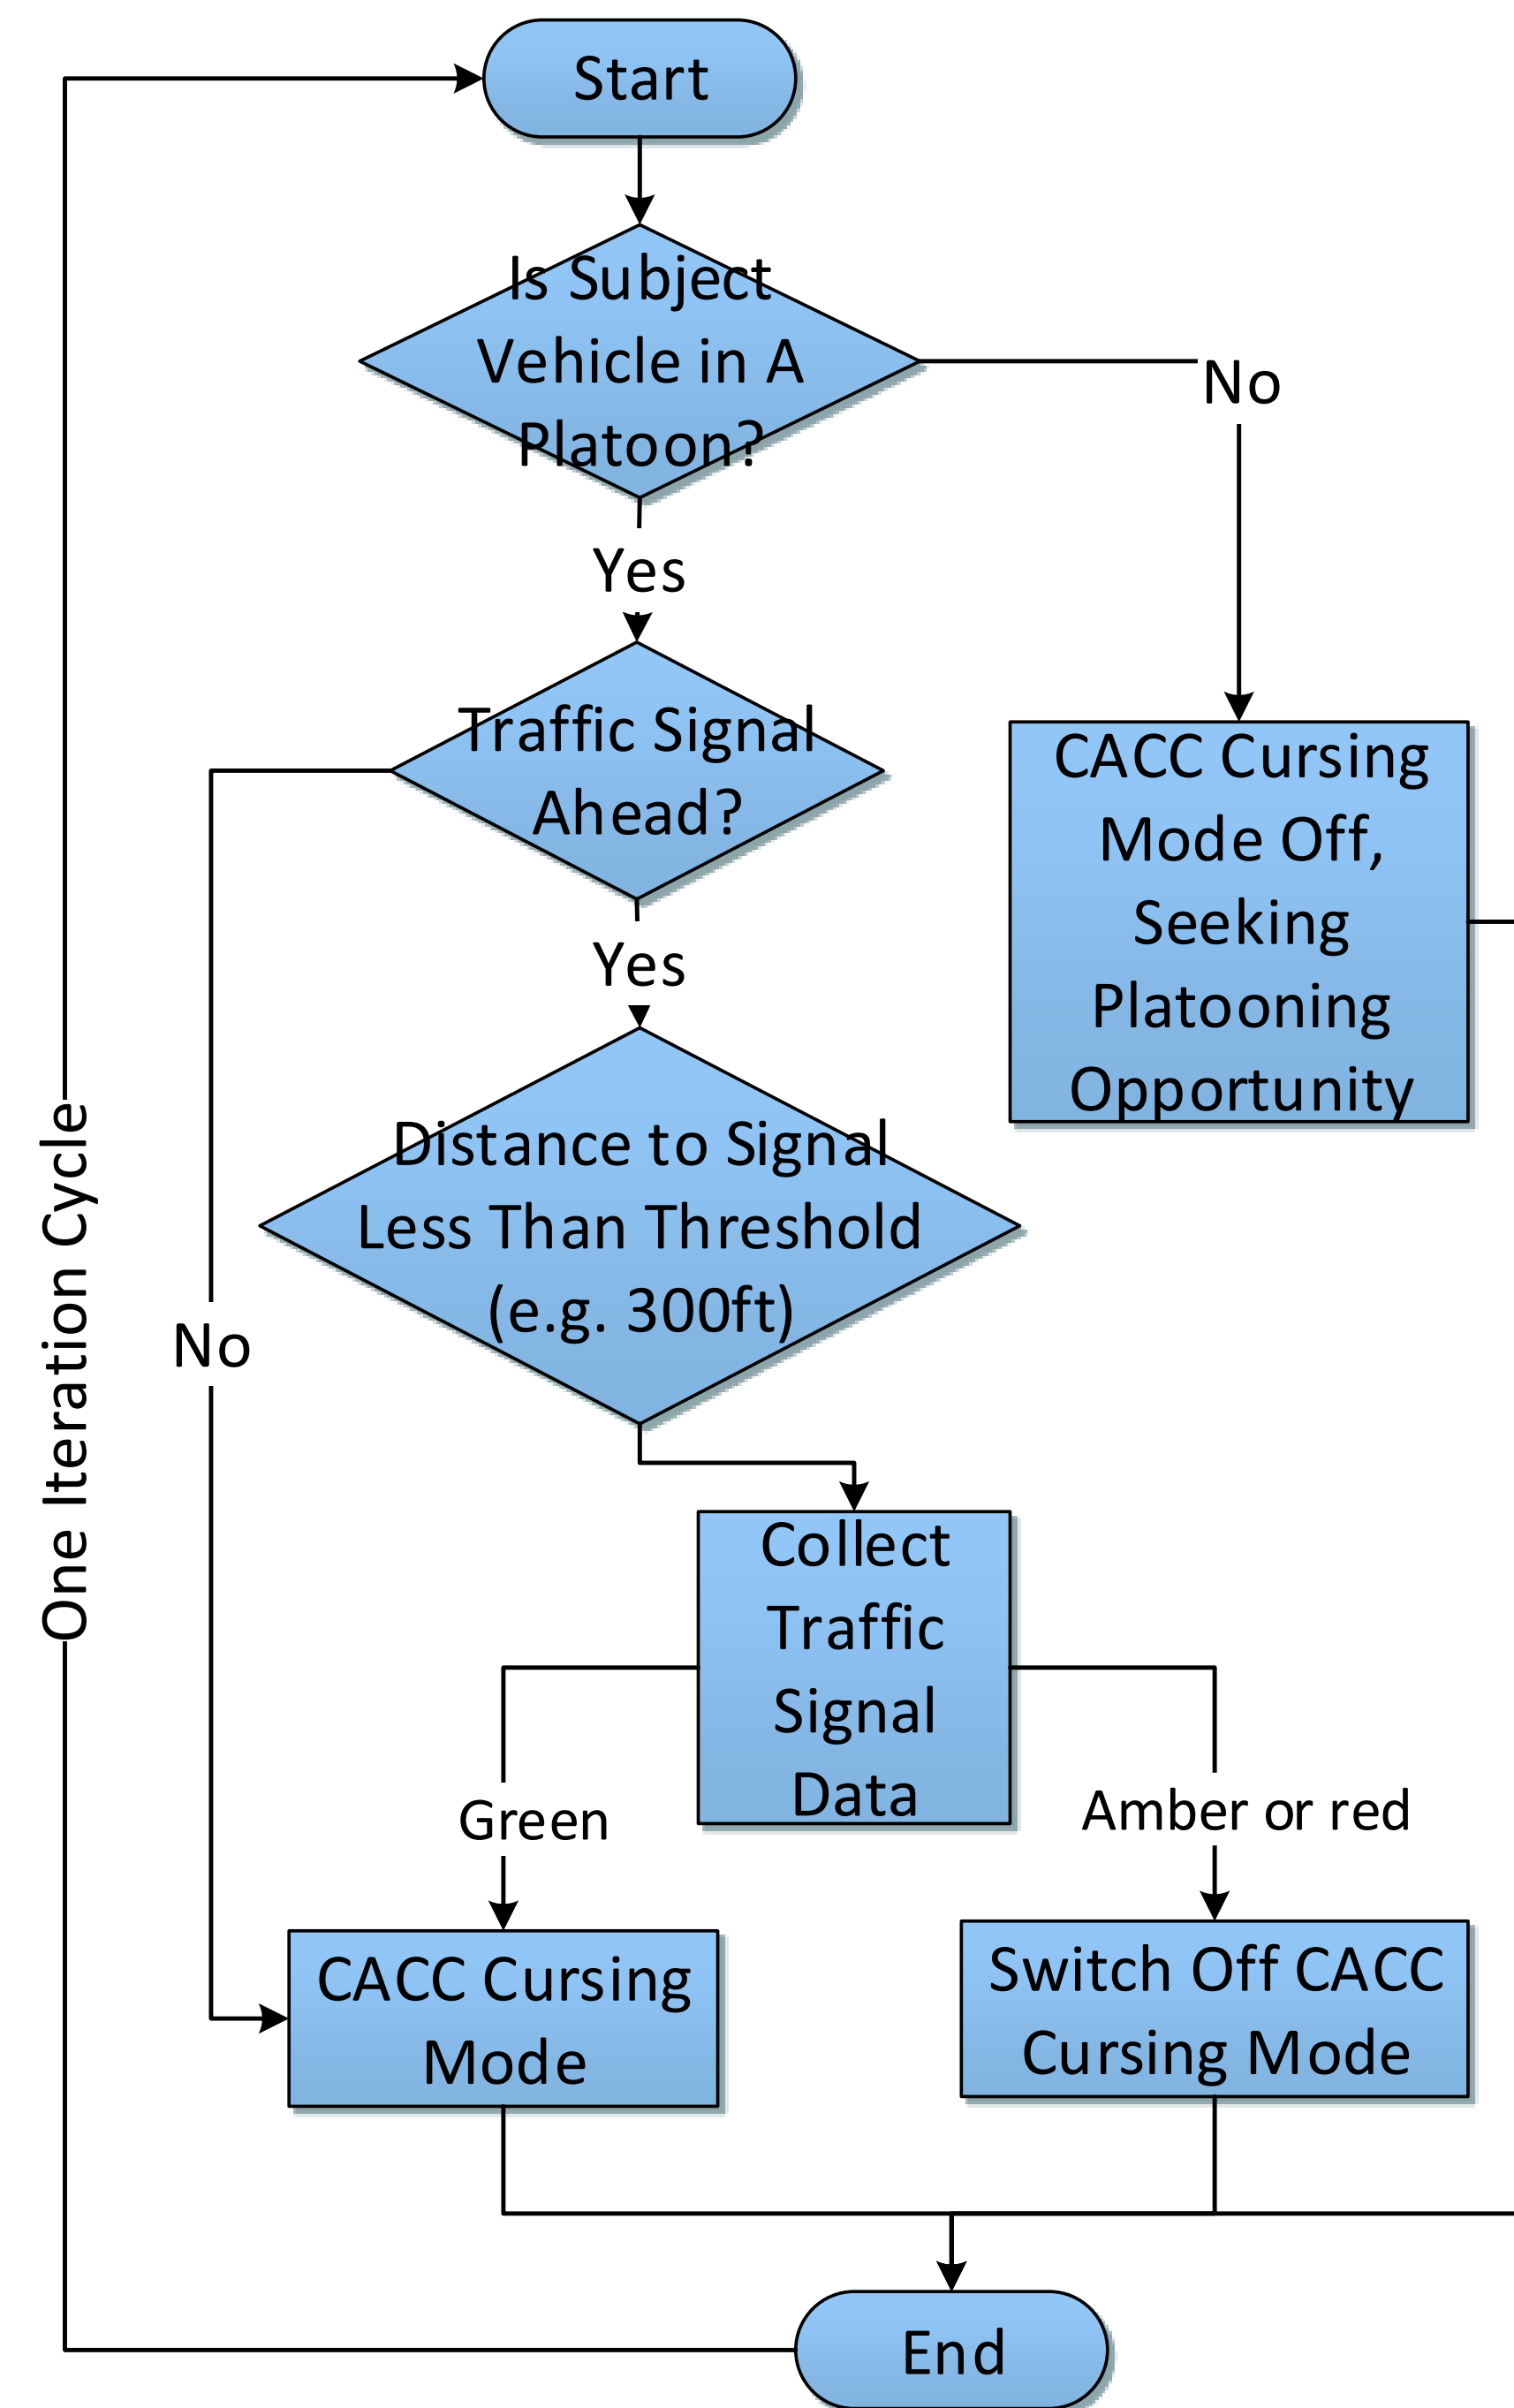 Start
Is Subject
Vehicle in A
Platoon?
No
Yes
Traffic Signal
Ahead?
CACC Cursing
Mode Off,
Seeking
Platooning
Opportunity
Yes
Distance to Signal
Less Than Threshold
(e.g. 300ft)
No
One Iteration Cycle
Collect
Traffic
Signal
Data
Green
Amber or red
CACC Cursing
Mode
Switch Off CACC
Cursing Mode
End